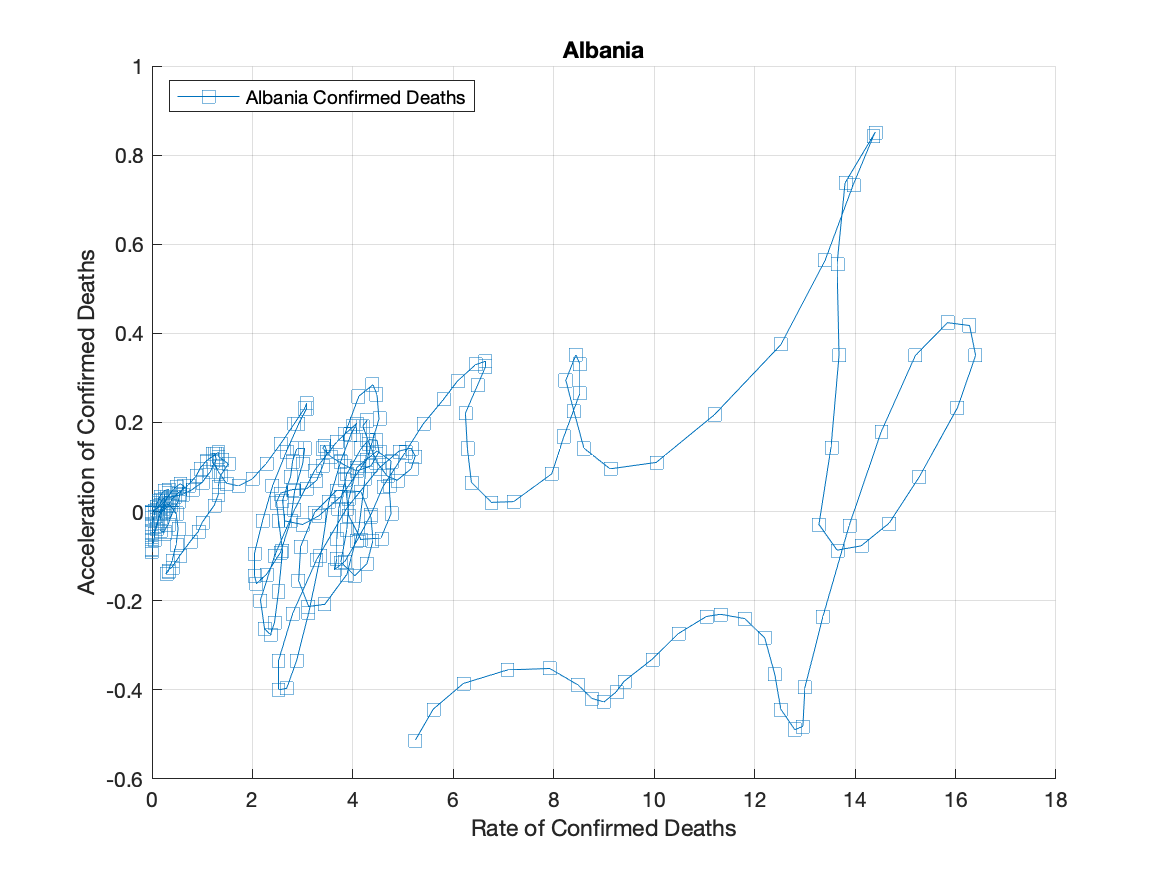 Albania
Albania Confirmed Deaths
1
0.8
0.6
0.4
0.2
0
-0.2
-0.4
-0.6
Acceleration of Confirmed Deaths
0 2 4 6 8 10 12 14 16 18
Rate of Confirmed Deaths